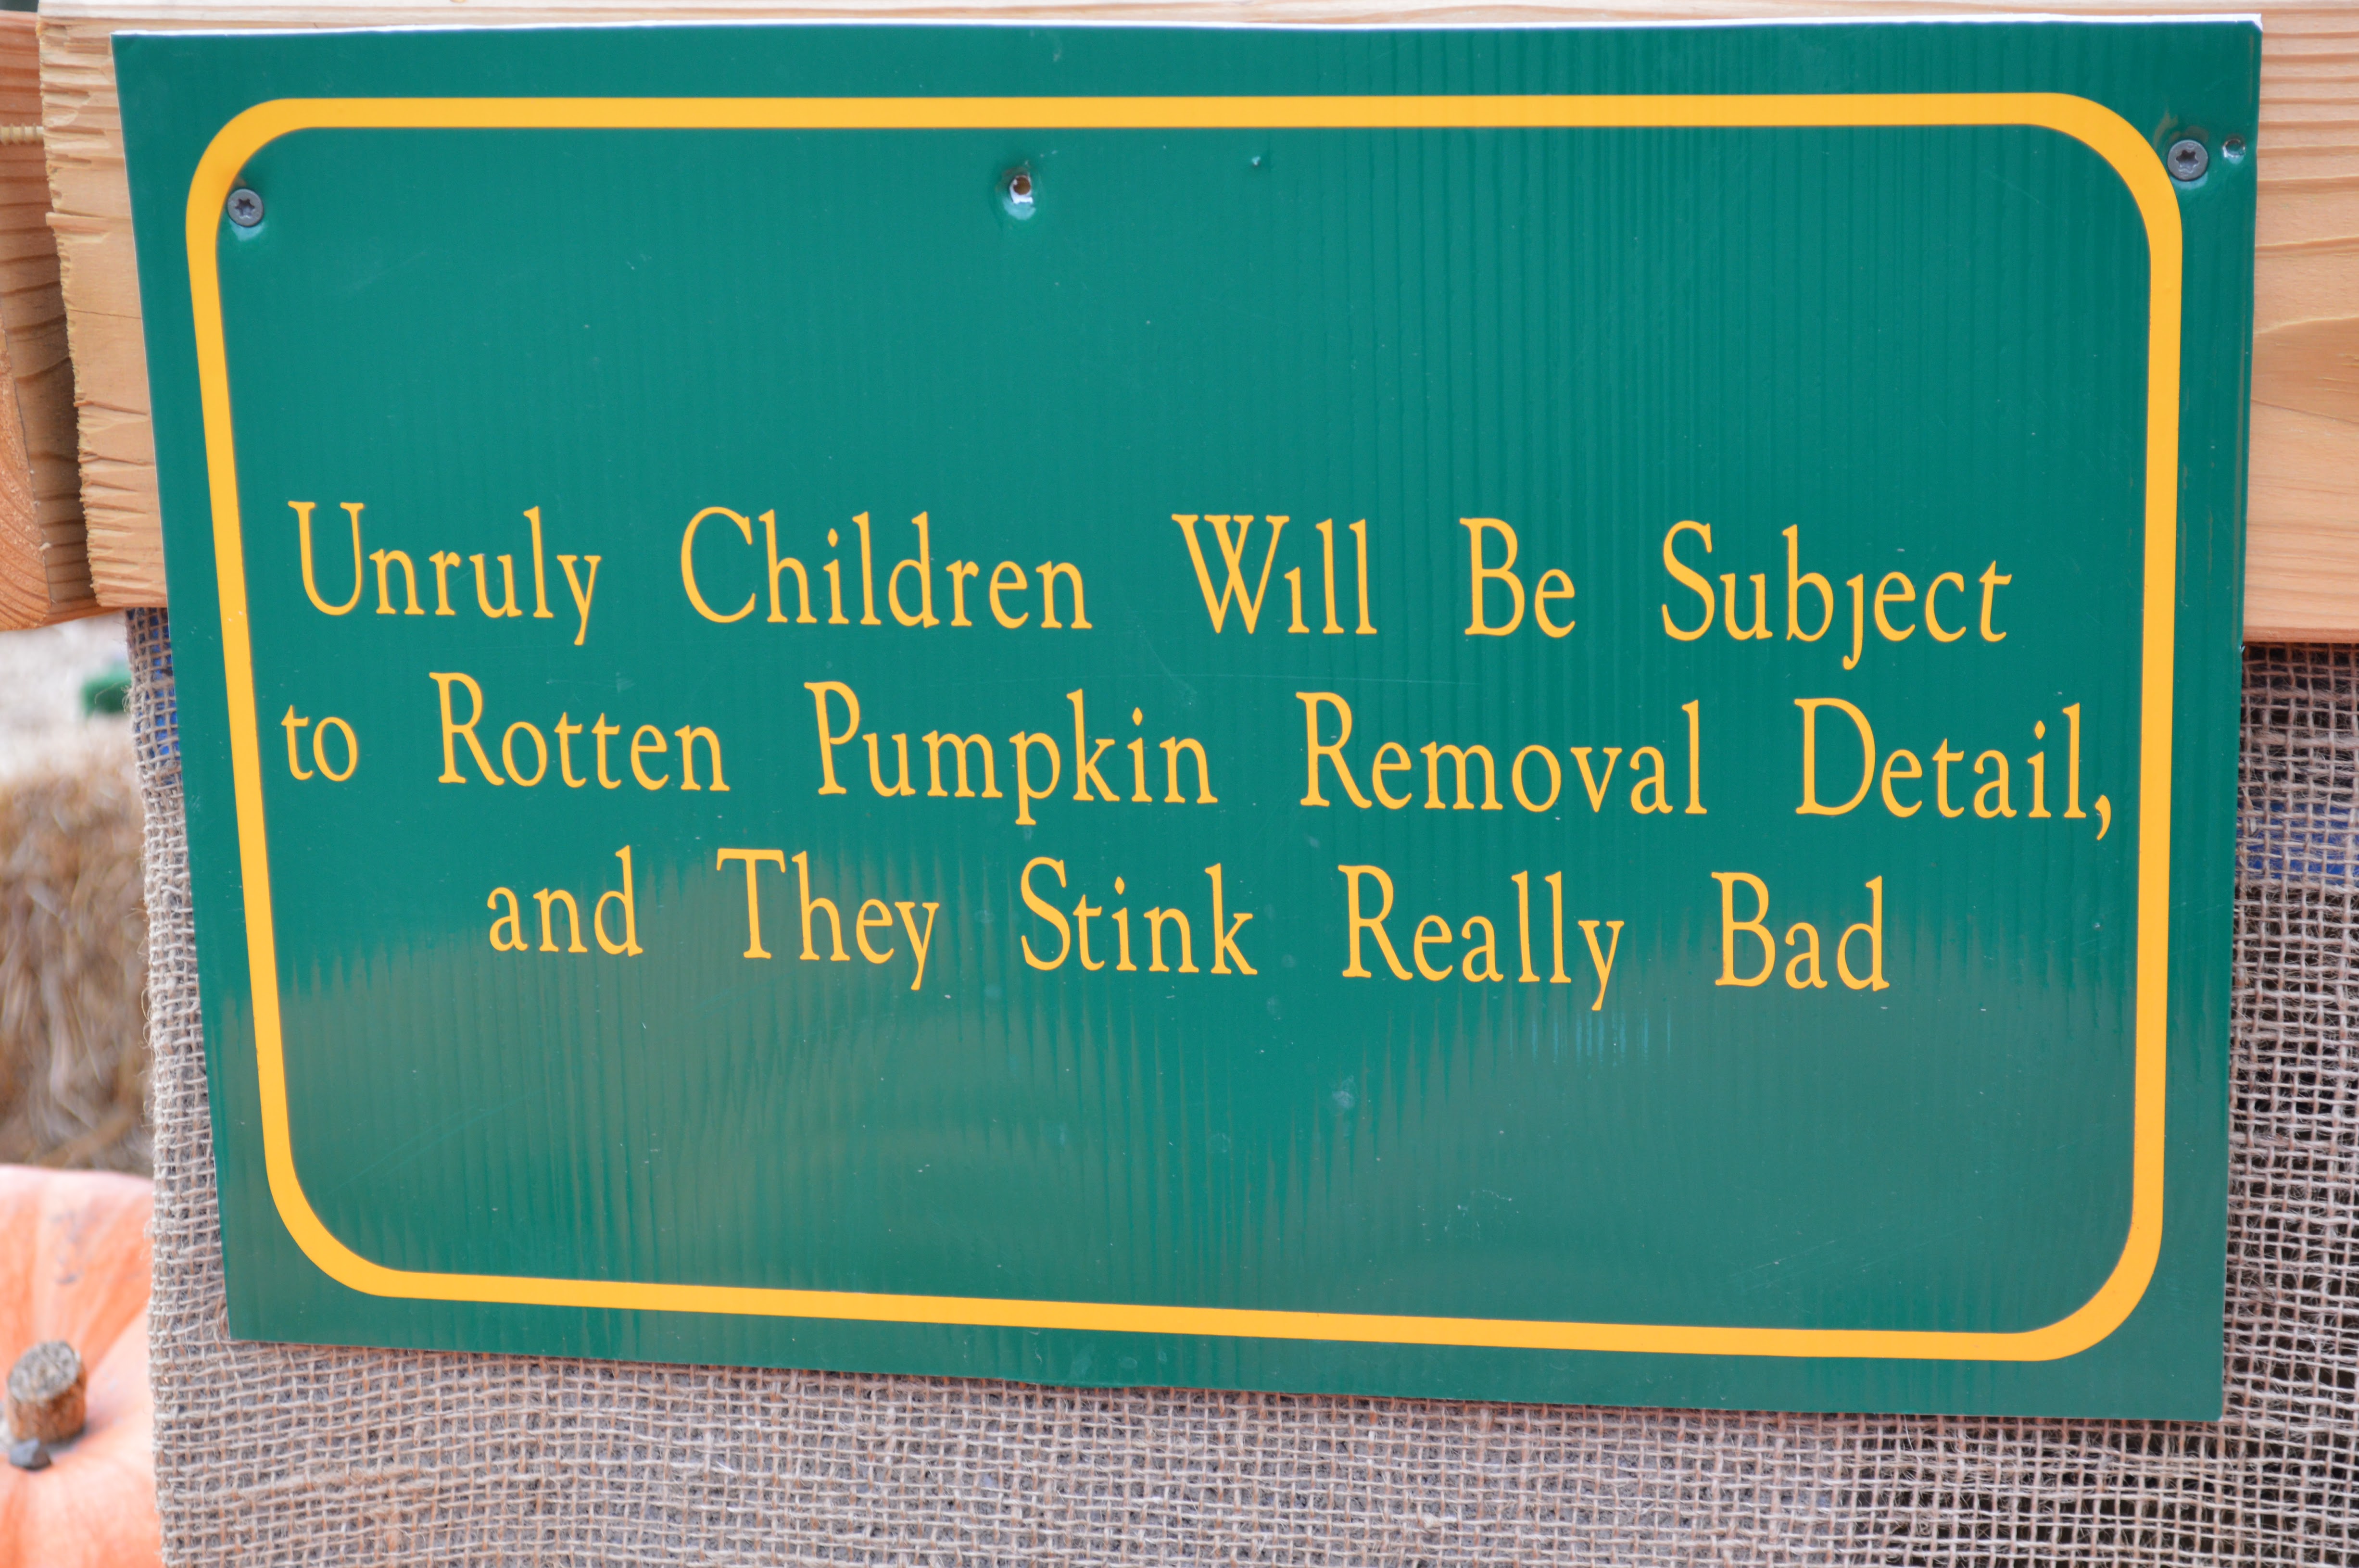 Unruly Children Will Be Subject
to Rotten Pumpkin Removal Detail,
and They Stink Really Bad